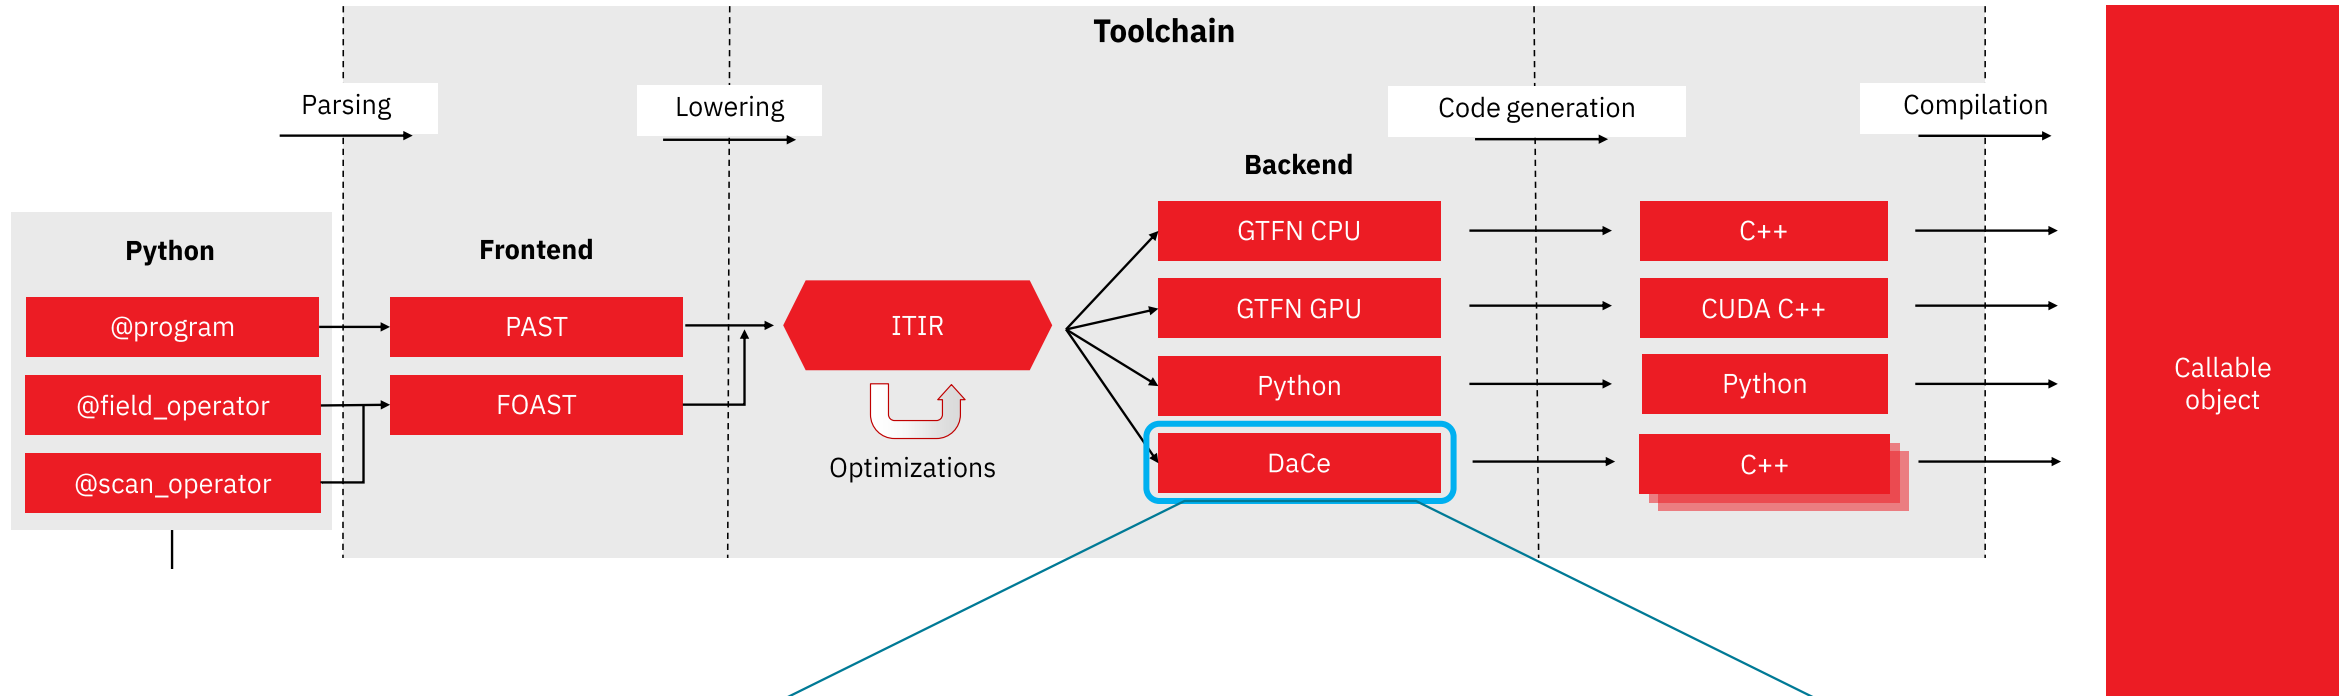 Toolchain
Parsing
Lowering
Code generation
Compilation
Backend
Python
Frontend
@program
@field_operator
@scan_operator
PAST
FOAST
ITIR
Optimizations
GTFN CPU
GTFN GPU
Python
DaCe
C++
CUDA C++
Python
C++
Callable
object